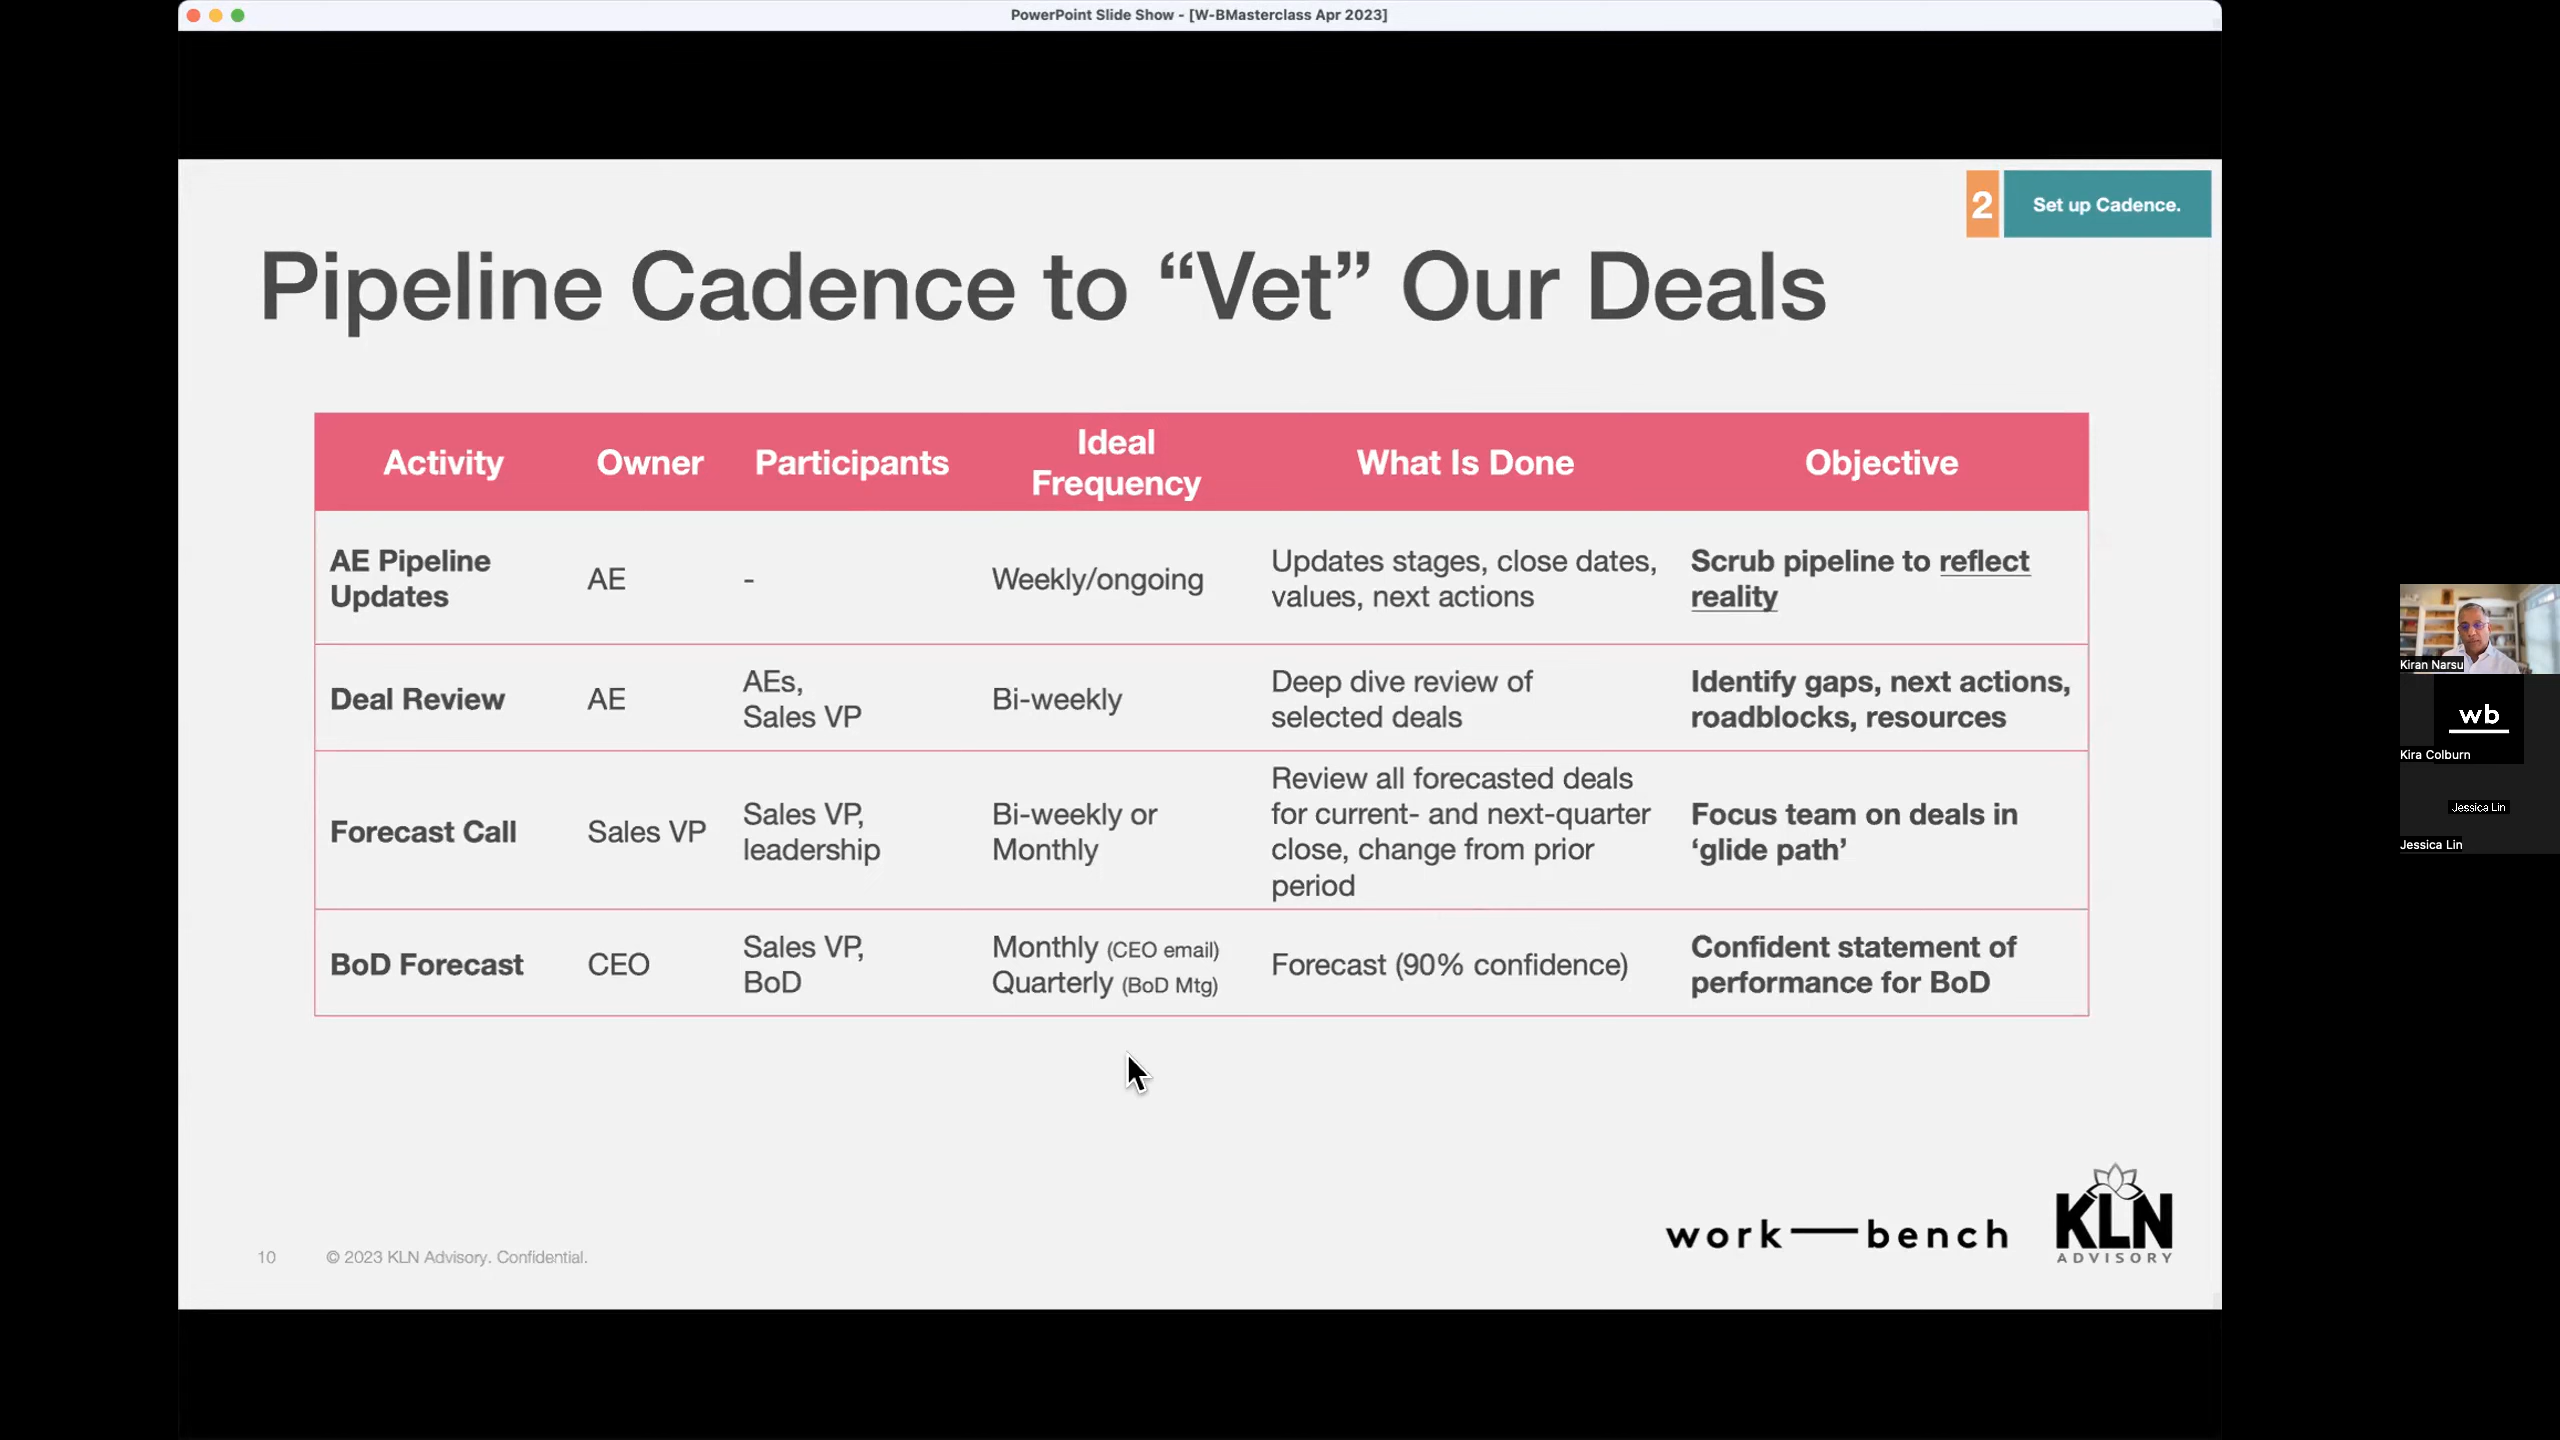 PowerPoint Slide Show - [W-BMasterclass Apr 2023]
2
Set up Cadence.
Pipeline Cadence to “Vet” Our Deals
Activity
Owner
Participants
Ideal
Frequency
What Is Done
Objective
AE Pipeline
Updates
AE
-
Weekly/ongoing
Updates stages, close dates,
values, next actions
Scrub pipeline to reflect
reality
Deal Review
AE
AEs,
Sales VP
Bi-weekly
Deep dive review of
selected deals
Identify gaps, next actions,
roadblocks, resources
Forecast Call
Sales VP
Sales VP,
leadership
Bi-weekly or
Monthly
Review all forecasted deals
for current- and next-quarter
close, change from prior
period
Focus team on deals in
‘glide path’
BoD Forecast
CEO
Sales VP,
BoD
Monthly (CEO email)
Quarterly (BoD Mtg)
Forecast (90% confidence)
Confident statement of
performance for BoD
10
© 2023 KLN Advisory. Confidential.
work—bench
KLN
ADVISORY
Kiran Narsu
wb
Kira Colburn
Jessica Lin
Jessica Lin